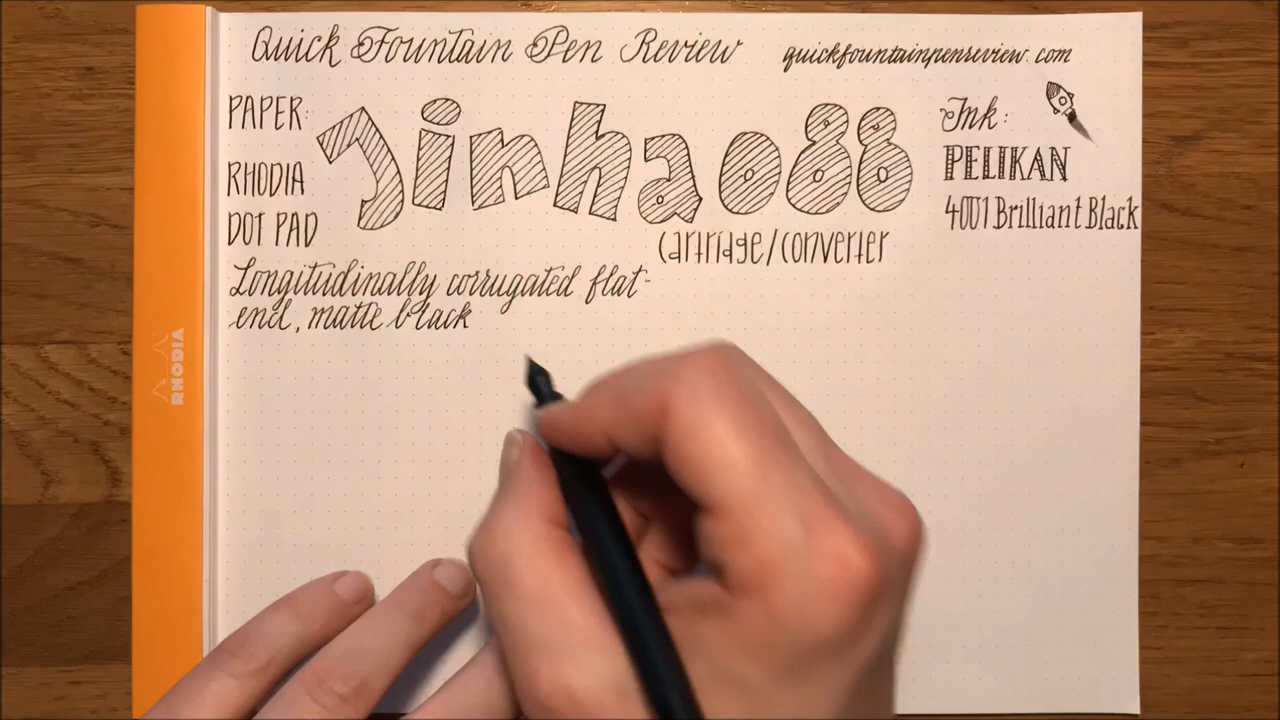 Quick Fountain Pen Review
quickfountainpenreview.com
PAPER:
RHODIA
DOT PAD
Jinhao88
cartridge/converter
Ink:
PELIKAN
4001 Brilliant Black
Longitudinally corrugated flat-
end, matte black
RHODIA